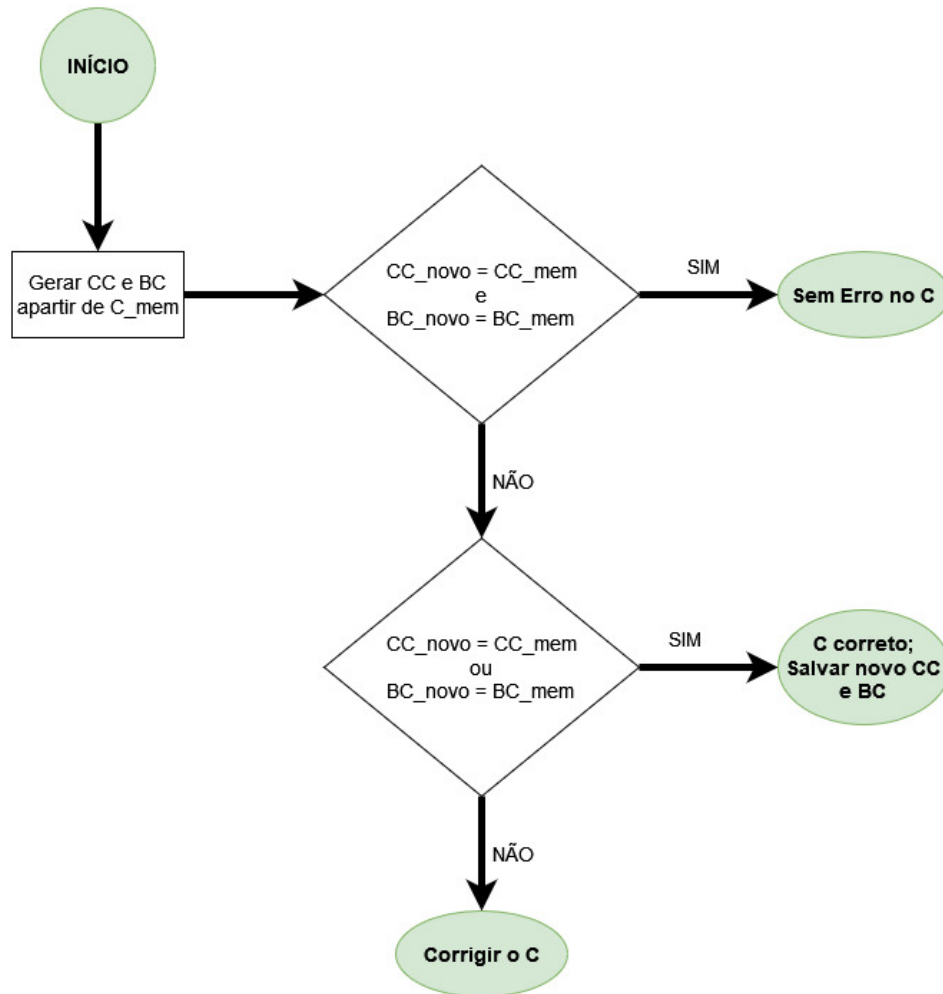 INÍCIO
Gerar CC e BC
apartir de C_mem
CC_novo = CC_mem
e
BC_novo = BC_mem
SIM
Sem Erro no C
NÃO
CC_novo = CC_mem
ou
BC_novo = BC_mem
SIM
C correto;
Salvar novo CC
e BC
NÃO
Corrigir o C